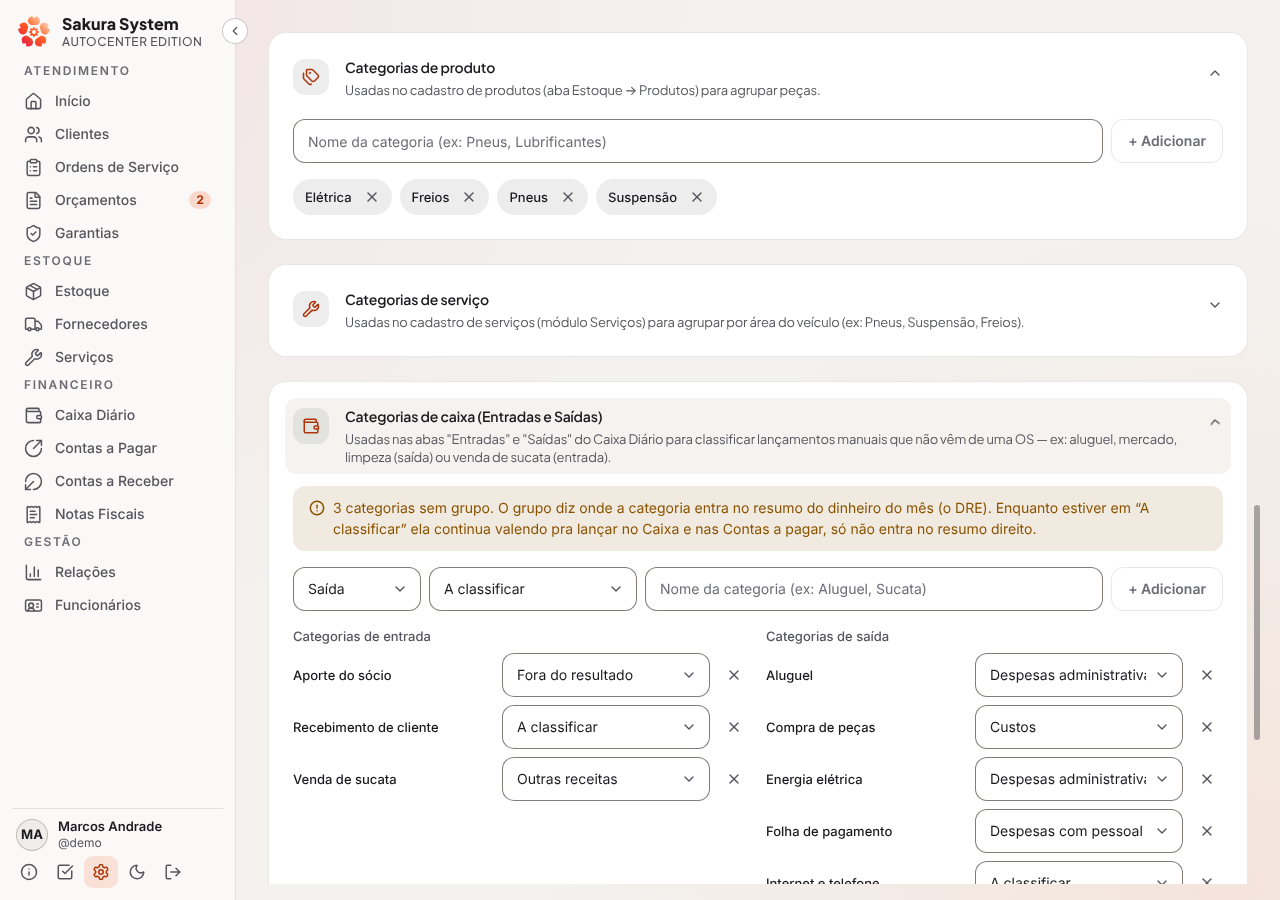 Sakura System
AUTOCENTER EDITION
ATENDIMENTO
Início
Clientes
Ordens de Serviço
Orçamentos 2
Garantias
ESTOQUE
Estoque
Fornecedores
Serviços
FINANCEIRO
Caixa Diário
Contas a Pagar
Contas a Receber
Notas Fiscais
GESTÃO
Relações
Funcionários
MA
Marcos Andrade
@demo
Categorias de produto
Usadas no cadastro de produtos (aba Estoque → Produtos) para agrupar peças.
Nome da categoria (ex: Pneus, Lubrificantes)
+ Adicionar
Elétrica Freios Pneus Suspensão
Categorias de serviço
Usadas no cadastro de serviços (módulo Serviços) para agrupar por área do veículo (ex: Pneus, Suspensão, Freios).
Categorias de caixa (Entradas e Saídas)
Usadas nas abas "Entradas" e "Saídas" do Caixa Diário para classificar lançamentos manuais que não vêm de uma OS — ex: aluguel, mercado,
limpeza (saída) ou venda de sucata (entrada).
3 categorias sem grupo. O grupo diz onde a categoria entra no resumo do dinheiro do mês (o DRE). Enquanto estiver em “A
classificar” ela continua valendo pra lançar no Caixa e nas Contas a pagar, só não entra no resumo direito.
Saída A classificar Nome da categoria (ex: Aluguel, Sucata) + Adicionar
Categorias de entrada
Aporte do sócio Fora do resultado
Recebimento de cliente A classificar
Venda de sucata Outras receitas
Categorias de saída
Aluguel Despesas administrativa
Compra de peças Custos
Energia elétrica Despesas administrativa
Folha de pagamento Despesas com pessoal
Internet e telefone A classificar